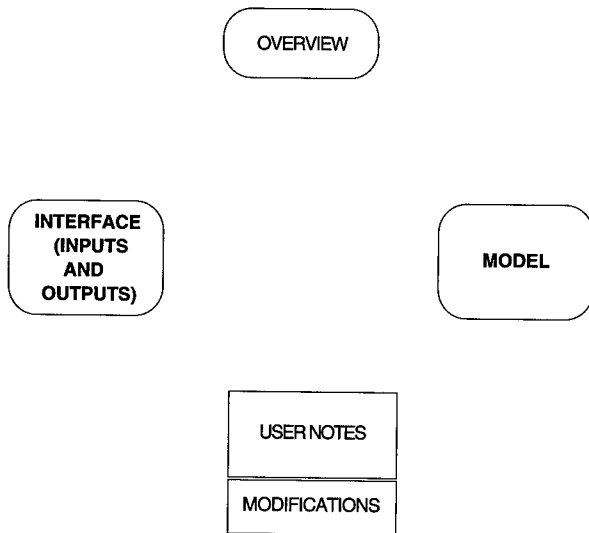 OVERVIEW
INTERFACE
(INPUTS
AND
OUTPUTS)
MODEL
USER NOTES
MODIFICATIONS